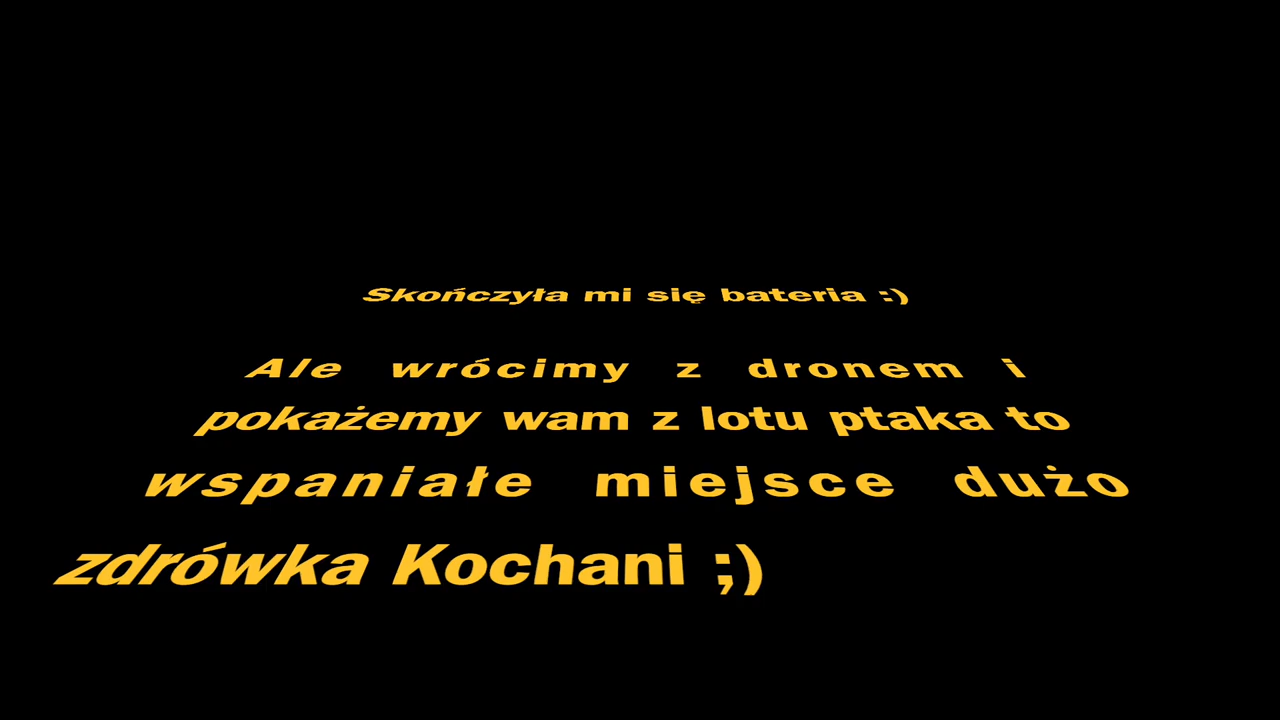 Skończyła mi się bateria :)
Ale wrócimy z dronem i
pokażemy wam z lotu ptaka to
wspaniałe miejsce dużo
zdrówka Kochani ;)